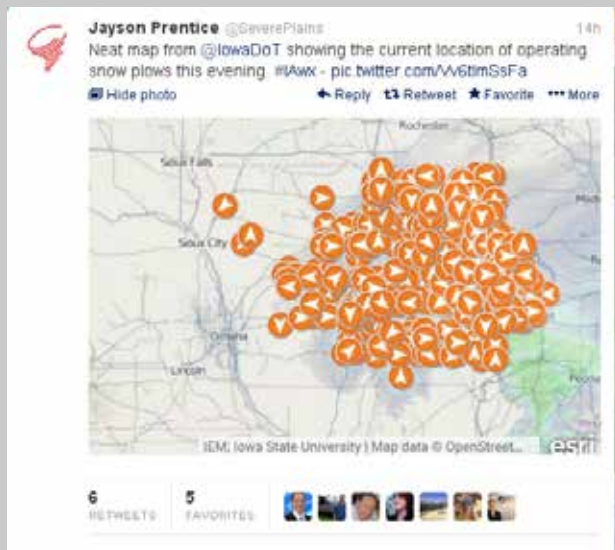 Jayson Prentice @SeverePlains 14h
Neat map from @IowaDoT showing the current location of operating
snow plows this evening. #IAwx - pic.twitter.com/
Hide photo Reply Retweet Favorite More
Rochester
Sioux Falls
Sioux City
Omaha
Lincoln
Peoria
IEM, Iowa State University | Map data © OpenStreet... esri
6 5
RETWEETS FAVORITES